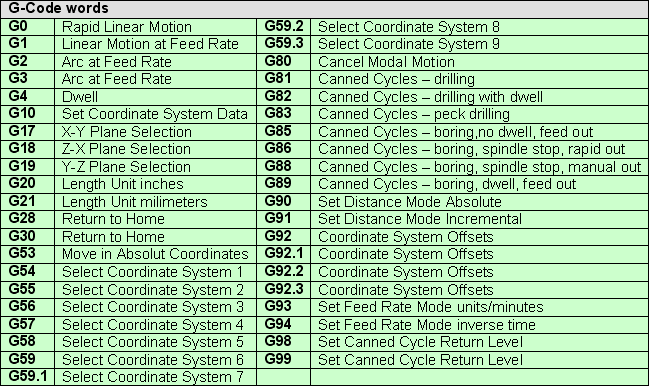 G-Code words
G0 Rapid Linear Motion G59.2 Select Coordinate System 8
G1 Linear Motion at Feed Rate G59.3 Select Coordinate System 9
G2 Arc at Feed Rate G80 Cancel Modal Motion
G3 Arc at Feed Rate G81 Canned Cycles – drilling
G4 Dwell G82 Canned Cycles – drilling with dwell
G10 Set Coordinate System Data G83 Canned Cycles – peck drilling
G17 X-Y Plane Selection G85 Canned Cycles – boring,no dwell, feed out
G18 Z-X Plane Selection G86 Canned Cycles – boring, spindle stop, rapid out
G19 Y-Z Plane Selection G88 Canned Cycles – boring, spindle stop, manual out
G20 Length Unit inches G89 Canned Cycles – boring, dwell, feed out
G21 Length Unit milimeters G90 Set Distance Mode Absolute
G28 Return to Home G91 Set Distance Mode Incremental
G30 Return to Home G92 Coordinate System Offsets
G53 Move in Absolut Coordinates G92.1 Coordinate System Offsets
G54 Select Coordinate System 1 G92.2 Coordinate System Offsets
G55 Select Coordinate System 2 G92.3 Coordinate System Offsets
G56 Select Coordinate System 3 G93 Set Feed Rate Mode units/minutes
G57 Select Coordinate System 4 G94 Set Feed Rate Mode inverse time
G58 Select Coordinate System 5 G98 Set Canned Cycle Return Level
G59 Select Coordinate System 6 G99 Set Canned Cycle Return Level
G59.1 Select Coordinate System 7